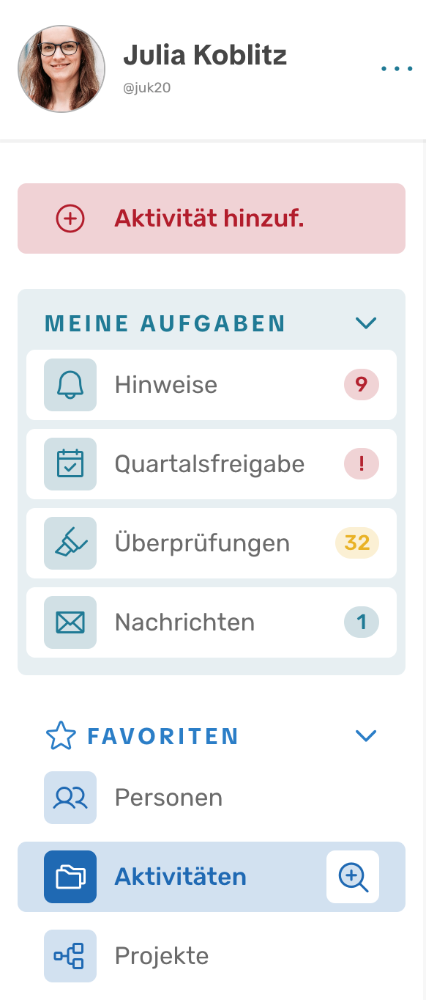 Julia Koblitz
@juk20
...
Aktivität hinzuf.
MEINE AUFGABEN
Hinweise 9
Quartalsfreigabe !
Überprüfungen 32
Nachrichten 1
FAVORITEN
Personen
Aktivitäten
Projekte